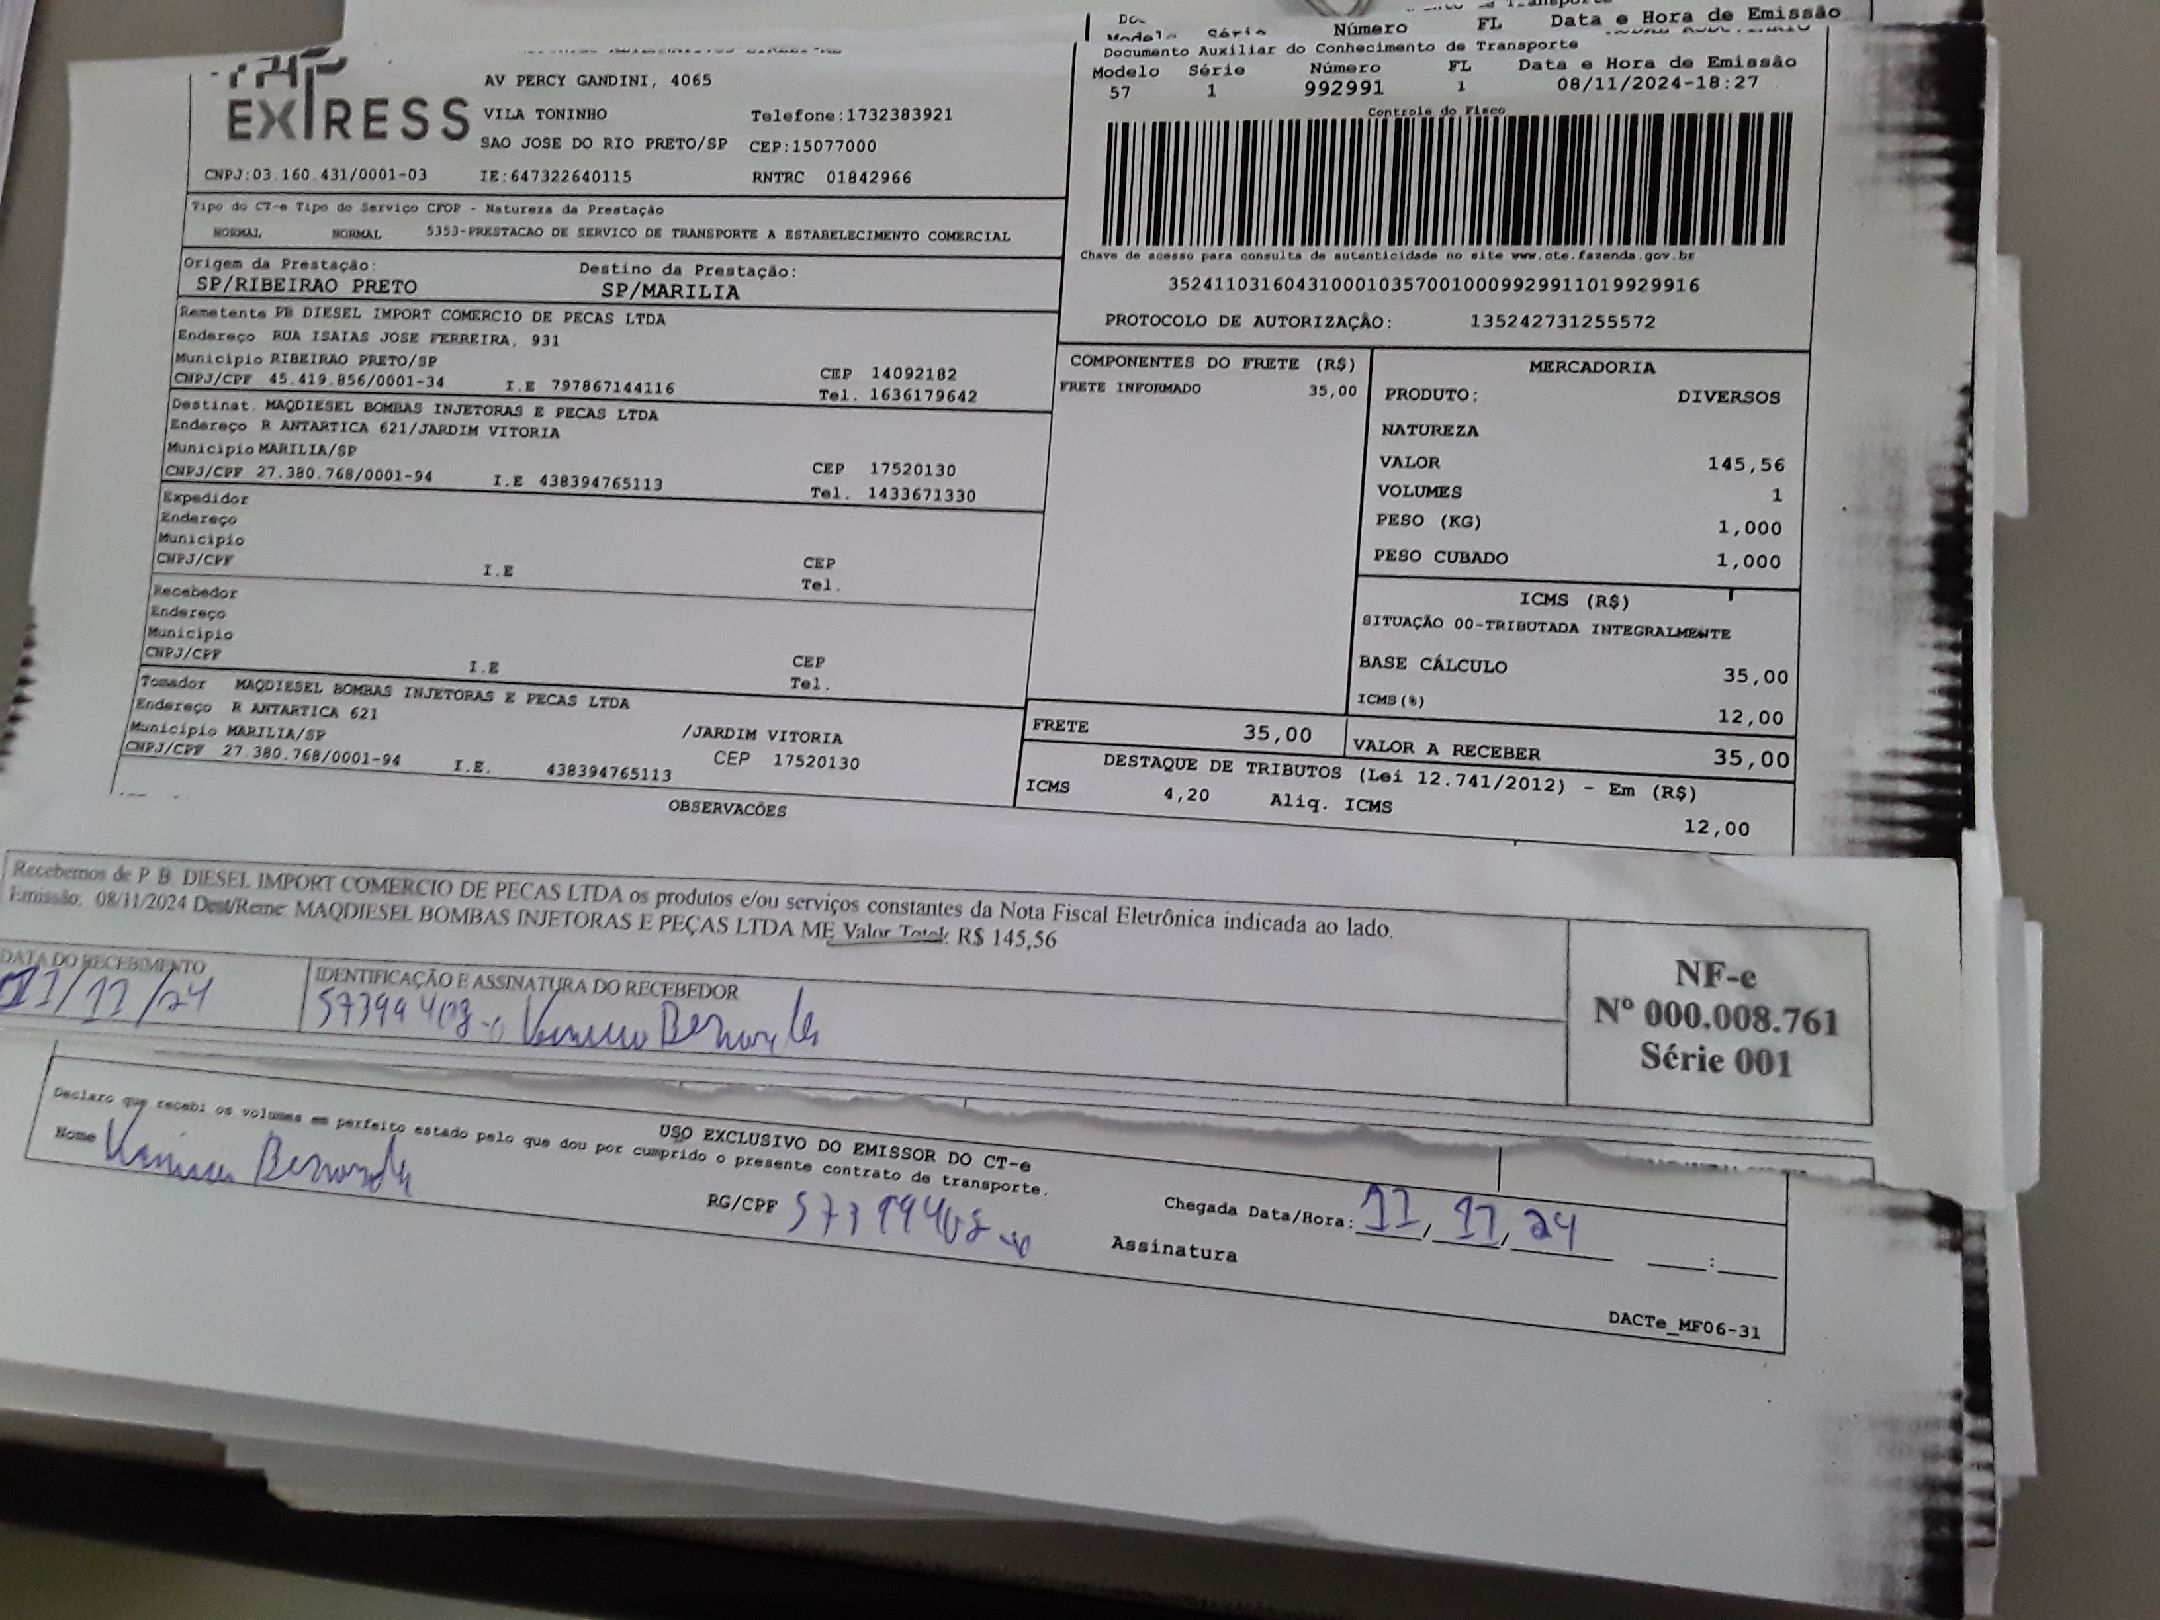 Número FL Data e Hora de Emissão
EXPRESS
AV PERCY GANDINI, 4065
VILA TONINHO Telefone:1732383921
SAO JOSE DO RIO PRETO/SP CEP:15077000
CNPJ:03.160.431/0001-03 IE:647322640115 RNTRC 01842966
Tipo do CT-e Tipo do Serviço CFOP - Natureza da Prestação
NORMAL NORMAL 5353-PRESTACAO DE SERVICO DE TRANSPORTE A ESTABELECIMENTO COMERCIAL
Origem da Prestação: Destino da Prestação:
SP/RIBEIRAO PRETO SP/MARILIA
Documento Auxiliar do Conhecimento de Transporte
Modelo Série Número FL Data e Hora de Emissão
57 1 992991 1 08/11/2024-18:27
Controle do Fisco
Chave de acesso para consulta de autenticidade no site www.cte.fazenda.gov.br
35241103160431000103570010009929911019929916
PROTOCOLO DE AUTORIZAÇÃO: 135242731255572
Remetente PB DIESEL IMPORT COMERCIO DE PECAS LTDA
Endereço RUA ISAIAS JOSE FERREIRA, 931
Municipio RIBEIRAO PRETO/SP CEP 14092182
CNPJ/CPF 45.419.856/0001-34 I.E 797867144116 Tel. 1636179642
Destinat. MAQDIESEL BOMBAS INJETORAS E PECAS LTDA
Endereço R ANTARTICA 621/JARDIM VITORIA
Municipio MARILIA/SP CEP 17520130
CNPJ/CPF 27.380.768/0001-94 I.E 438394765113 Tel. 1433671330
Expedidor
Endereço
Municipio CEP
CNPJ/CPF I.E Tel.
Recebedor
Endereço
Municipio CEP
CNPJ/CPF I.E Tel.
Tomador MAQDIESEL BOMBAS INJETORAS E PECAS LTDA
Endereço R ANTARTICA 621 /JARDIM VITORIA
Municipio MARILIA/SP CEP 17520130
CNPJ/CPF 27.380.768/0001-94 I.E. 438394765113
OBSERVACÕES
COMPONENTES DO FRETE (R$)
FRETE INFORMADO 35,00
MERCADORIA
PRODUTO: DIVERSOS
NATUREZA
VALOR 145,56
VOLUMES 1
PESO (KG) 1,000
PESO CUBADO 1,000
ICMS (R$)
SITUAÇÃO 00-TRIBUTADA INTEGRALMENTE
BASE CÁLCULO 35,00
ICMS(%) 12,00
FRETE 35,00 VALOR A RECEBER 35,00
DESTAQUE DE TRIBUTOS (Lei 12.741/2012) - Em (R$)
ICMS 4,20 Aliq. ICMS 12,00
Recebemos de P B DIESEL IMPORT COMERCIO DE PECAS LTDA os produtos e/ou serviços constantes da Nota Fiscal Eletrônica indicada ao lado.
Emissão: 08/11/2024 Dest/Reme: MAQDIESEL BOMBAS INJETORAS E PEÇAS LTDA ME Valor Total: R$ 145,56
DATA DO RECEBIMENTO IDENTIFICAÇÃO E ASSINATURA DO RECEBEDOR
11/11/24
NF-e
Nº 000.008.761
Série 001
USO EXCLUSIVO DO EMISSOR DO CT-e
Declaro que recebi os volumes em perfeito estado pelo que dou por cumprido o presente contrato de transporte.
Nome
RG/CPF
Chegada Data/Hora: 11/11/24 :
Assinatura
DACTe_MF06-31